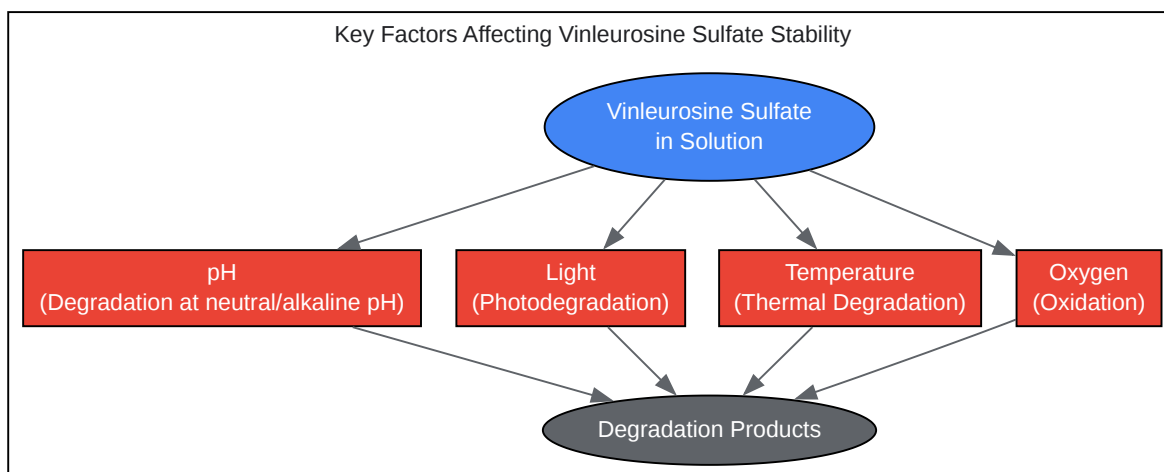 Key Factors Affecting Vinleurosine Sulfate Stability
Vinleurosine Sulfate
in Solution
pH
(Degradation at neutral/alkaline pH)
Light
(Photodegradation)
Temperature
(Thermal Degradation)
Oxygen
(Oxidation)
Degradation Products